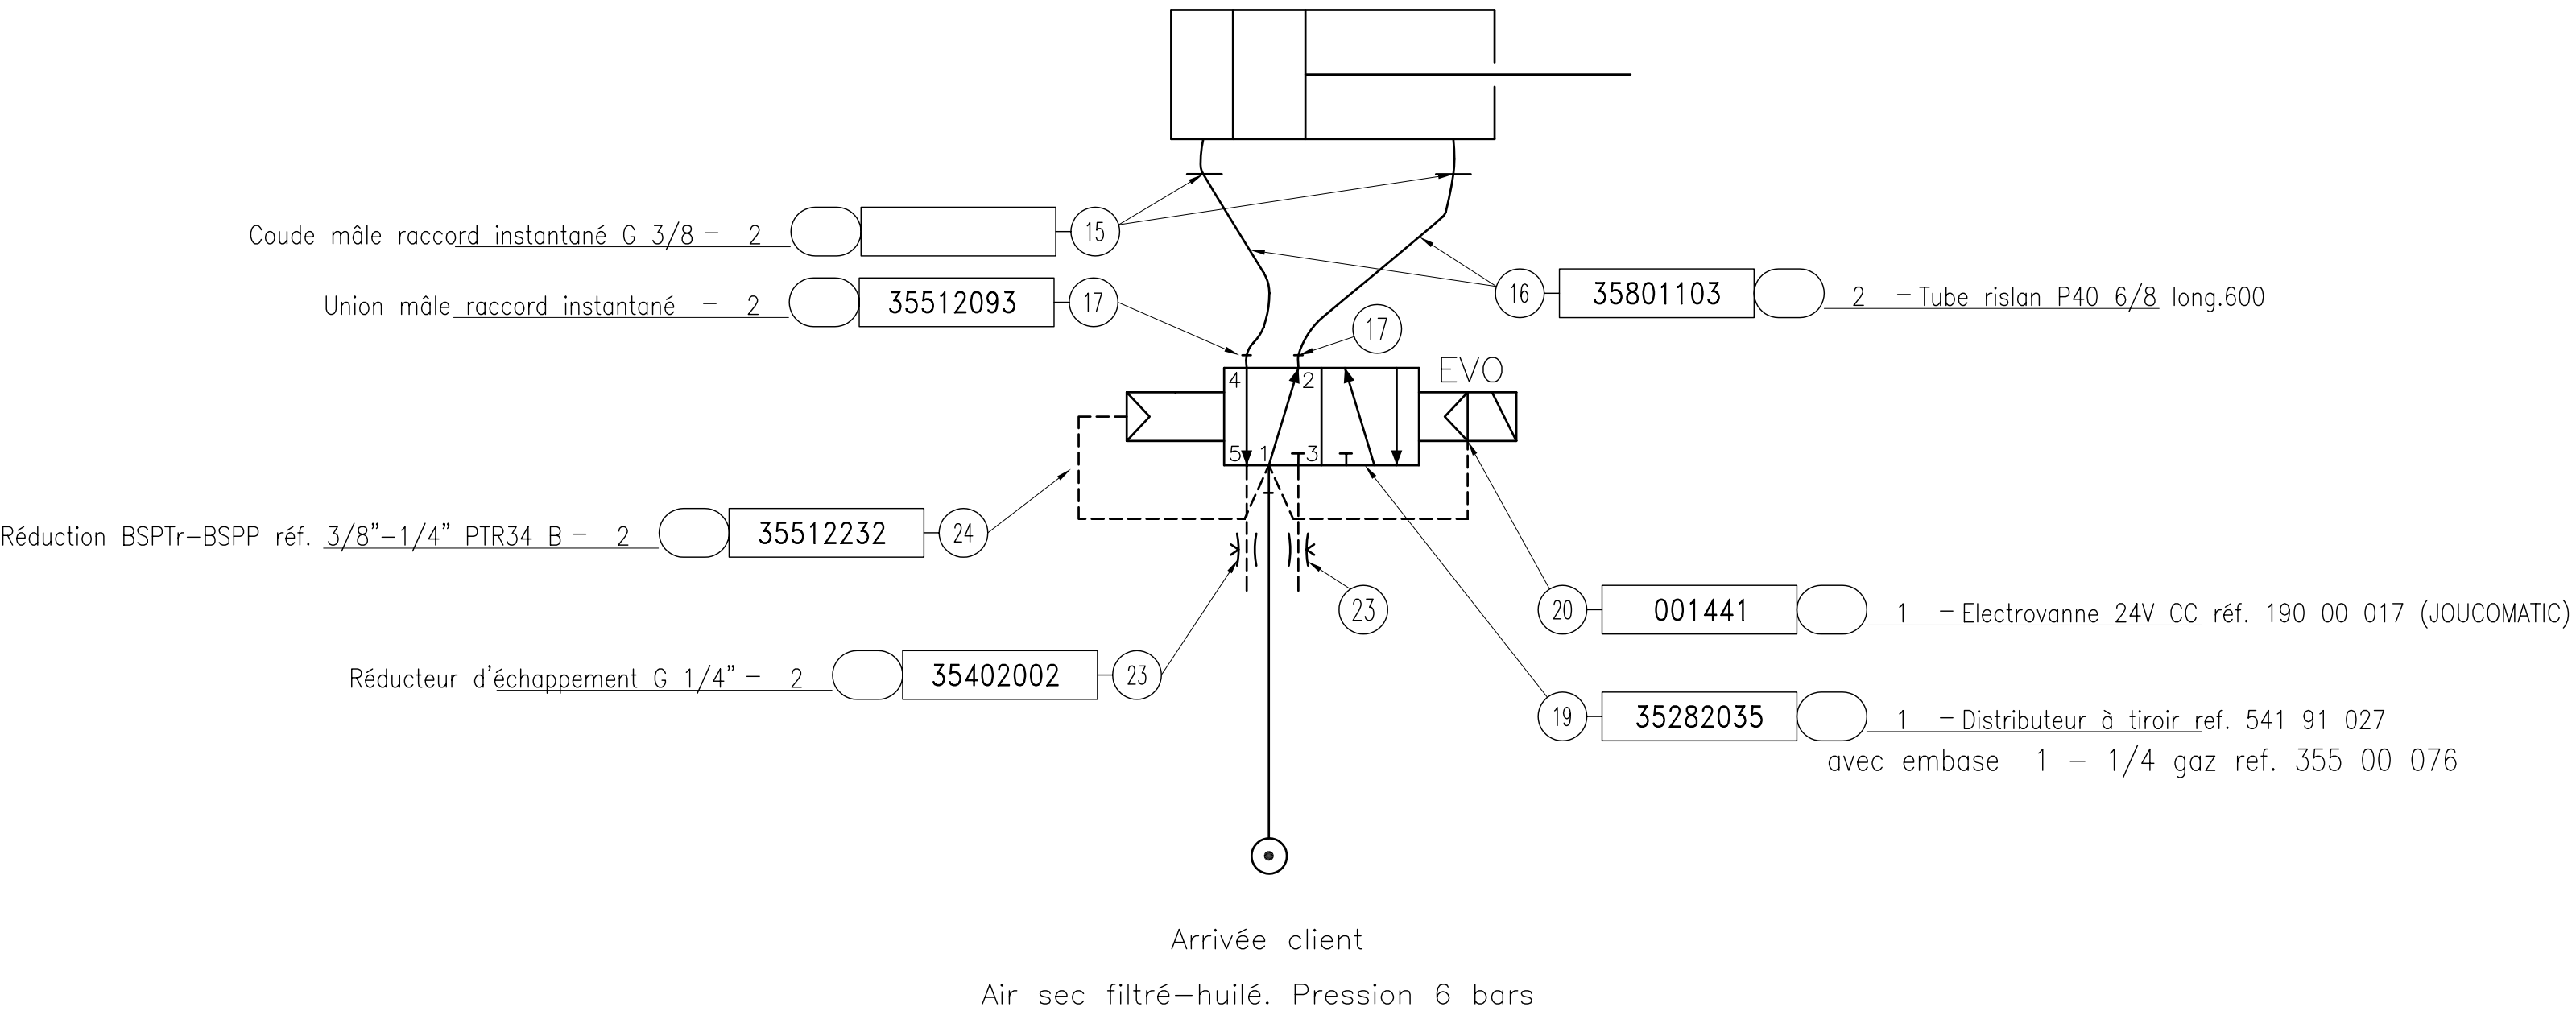 Coude mâle raccord instantané G 3/8 – 2 15
Union mâle raccord instantané – 2 35512093 17
16 35801103 2 – Tube rislan P40 6/8 long.600
17
EVO
4 2
5 1 3
Réduction BSPTr–BSPP réf. 3/8”–1/4” PTR34 B – 2 35512232 24
23
20 001441 1 – Electrovanne 24V CC réf. 190 00 017 (JOUCOMATIC)
Réducteur d'échappement G 1/4” – 2 35402002 23
19 35282035 1 – Distributeur à tiroir ref. 541 91 027
avec embase 1 – 1/4 gaz ref. 355 00 076
Arrivée client
Air sec filtré–huilé. Pression 6 bars